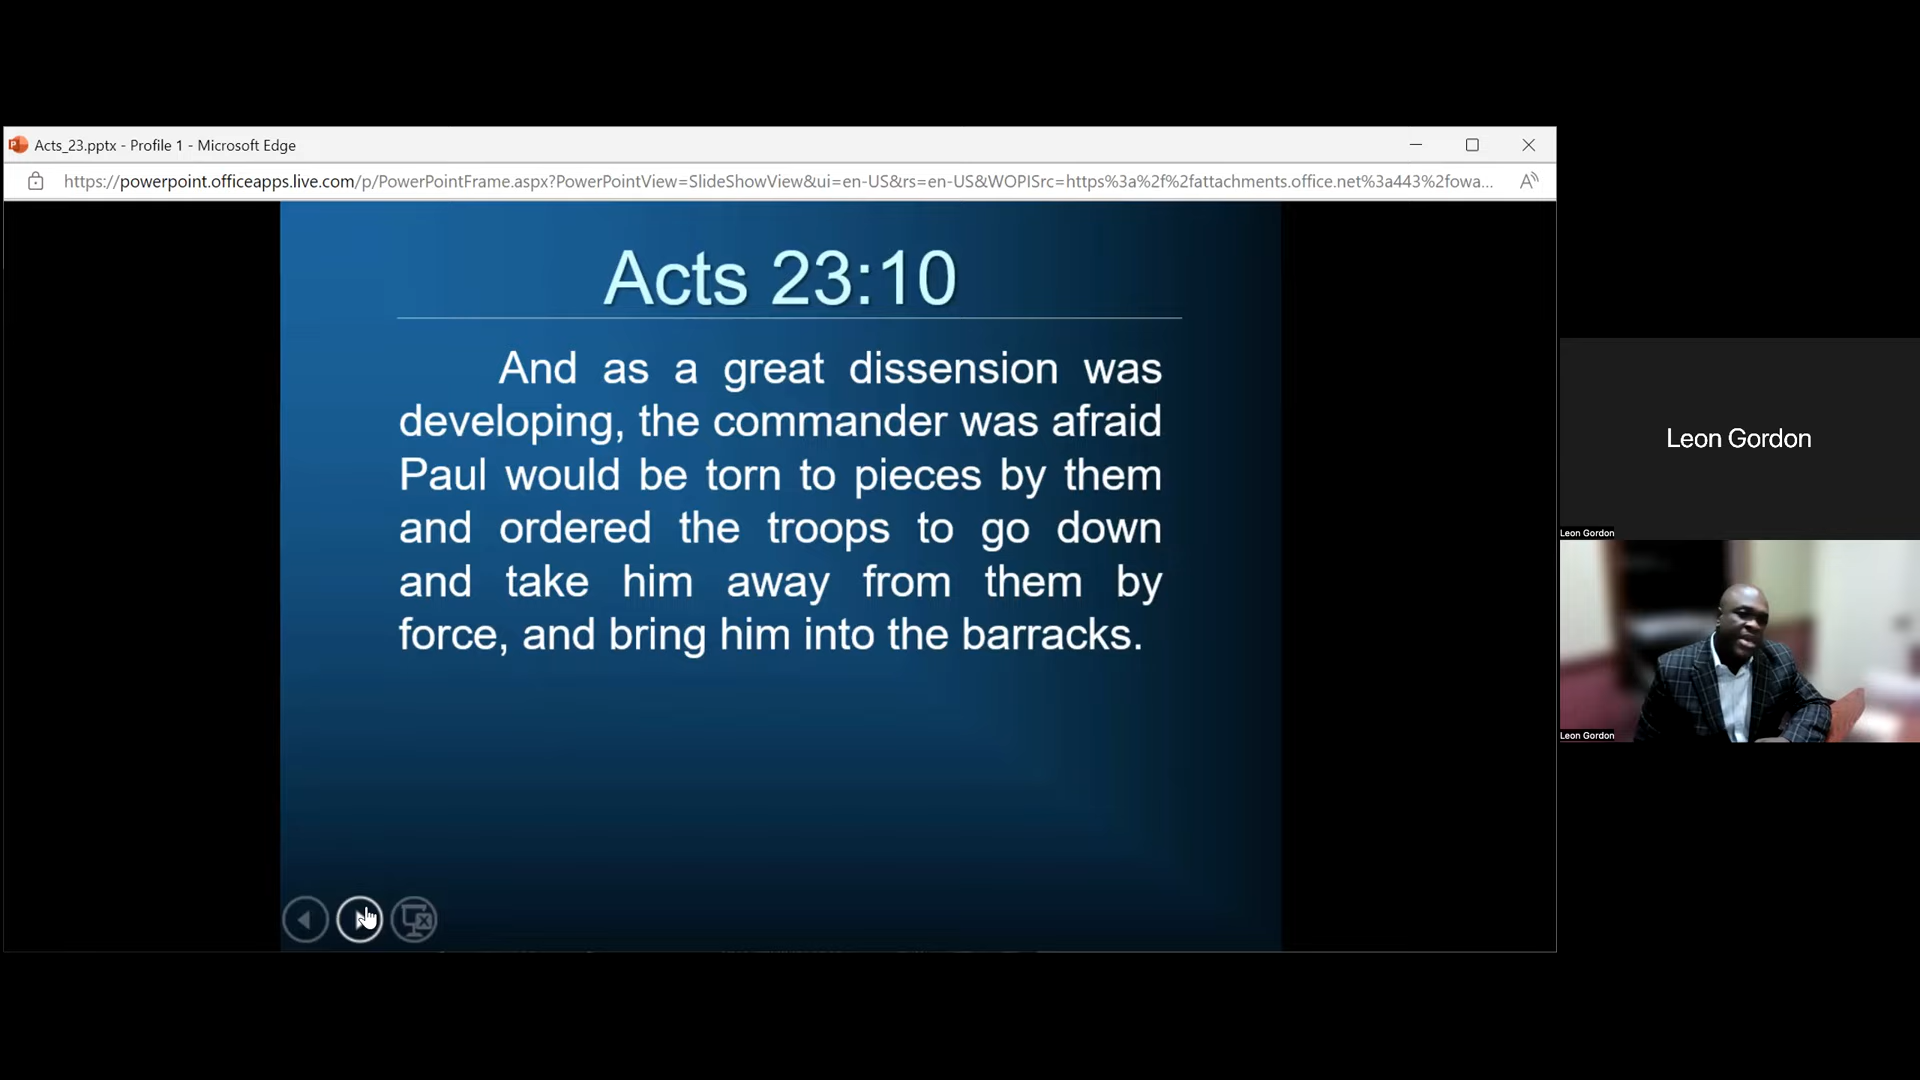 Acts_23.pptx - Profile 1 - Microsoft Edge
https://powerpoint.officeapps.live.com/p/PowerPointFrame.aspx?PowerPointView=SlideShowView&ui=en-US&rs=en-US&WOPISrc=https%3a%2f%2fattachments.office.net%3a443%2fowa...
Acts 23:10
And as a great dissension was
developing, the commander was afraid
Paul would be torn to pieces by them
and ordered the troops to go down
and take him away from them by
force, and bring him into the barracks.
Leon Gordon
Leon Gordon
Leon Gordon